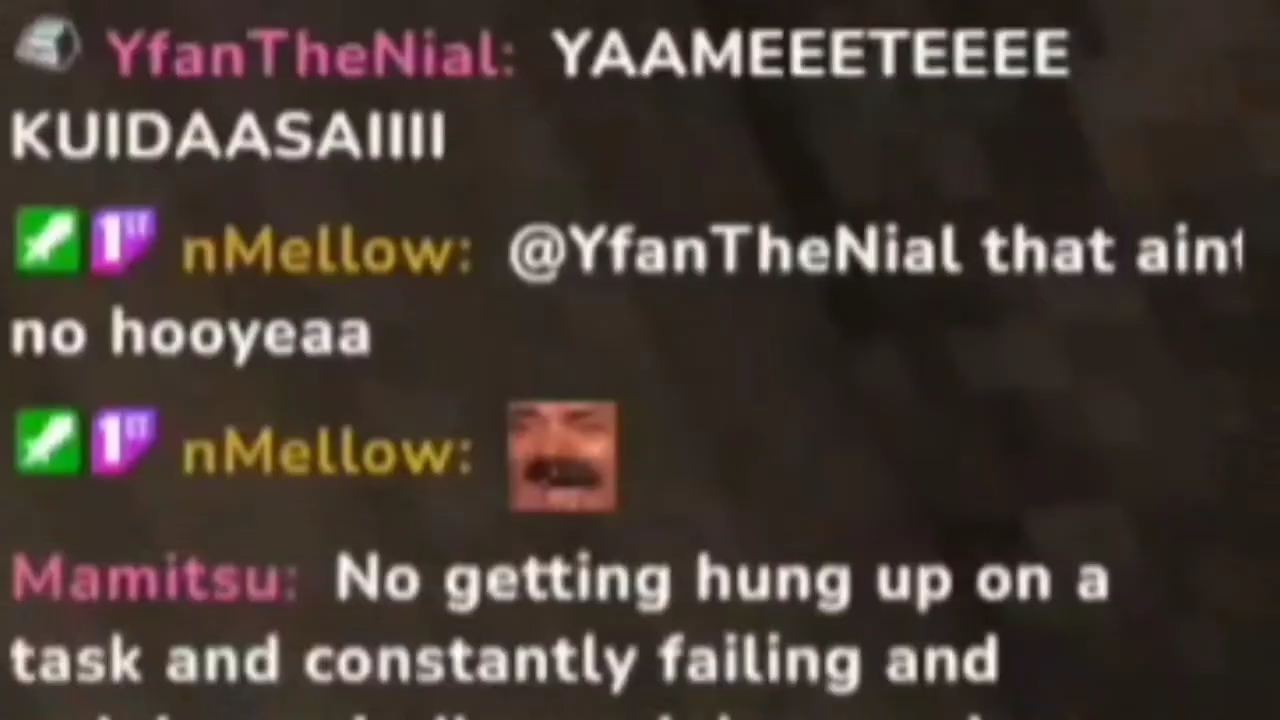 YfanTheNial: YAAMEEETEEEE
KUIDAASAIIII
nMellow: @YfanTheNial that aint
no hooyeaa
nMellow:
Mamitsu: No getting hung up on a
task and constantly failing and